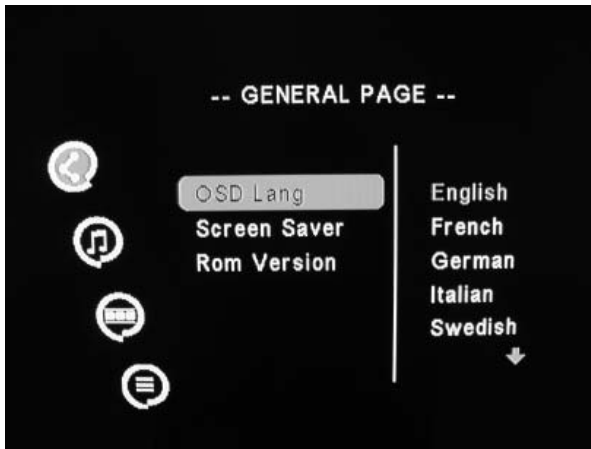 -- GENERAL PAGE --
OSD Lang
Screen Saver
Rom Version
English
French
German
Italian
Swedish